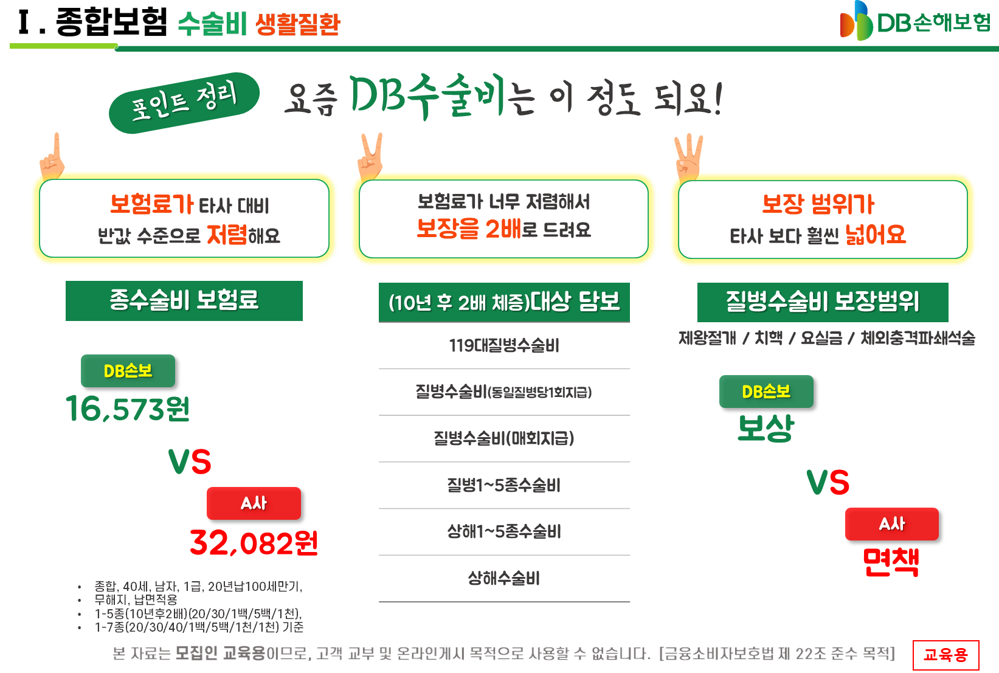 Ⅰ. 종합보험 수술비 생활질환
DB손해보험
포인트 정리
요즘 DB수술비는 이 정도 되요!
보험료가 타사 대비
반값 수준으로 저렴해요
보험료가 너무 저렴해서
보장을 2배로 드려요
보장 범위가
타사 보다 훨씬 넓어요
종수술비 보험료
DB손보
16,573원
VS
A사
32,082원
• 종합, 40세, 남자, 1급, 20년납100세만기,
• 무해지, 납면적용
• 1-5종(10년후2배)(20/30/1백/5백/1천),
• 1-7종(20/30/40/1백/5백/1천/1천) 기준
(10년 후 2배 체증)대상 담보
119대질병수술비
질병수술비(동일질병당1회지급)
질병수술비(매회지급)
질병1~5종수술비
상해1~5종수술비
상해수술비
질병수술비 보장범위
제왕절개 / 치핵 / 요실금 / 체외충격파쇄석술
DB손보
보상
VS
A사
면책
본 자료는 모집인 교육용이므로, 고객 교부 및 온라인게시 목적으로 사용할 수 없습니다. [금융소비자보호법 제 22조 준수 목적]
교육용